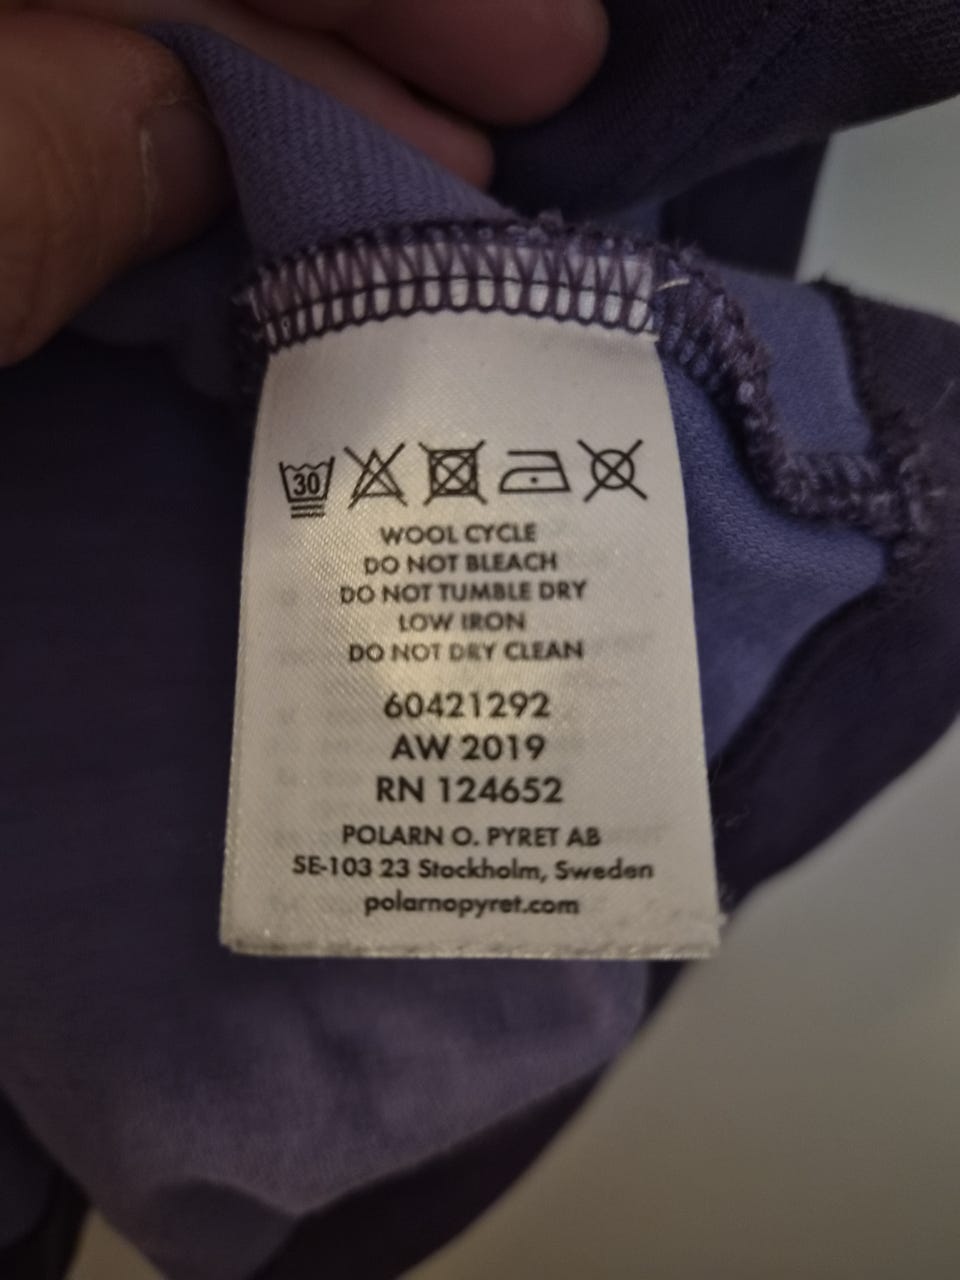 30
WOOL CYCLE
DO NOT BLEACH
DO NOT TUMBLE DRY
LOW IRON
DO NOT DRY CLEAN
60421292
AW 2019
RN 124652
POLARN O. PYRET AB
SE-103 23 Stockholm, Sweden
polarnopyret.com